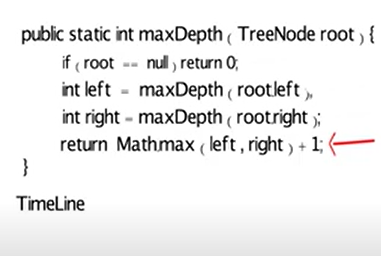 public static int maxDepth ( TreeNode root ) {
if ( root == null ) return 0;
int left = maxDepth ( root.left ),
int right = maxDepth ( root.right );
return Math.max ( left , right ) + 1;
}
TimeLine